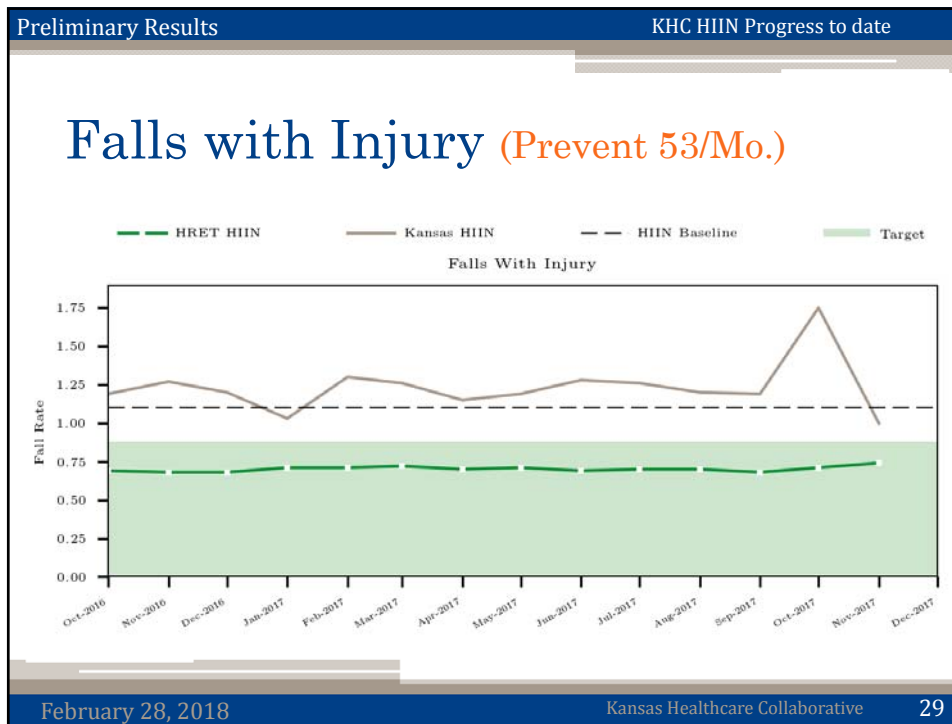 Preliminary Results
KHC HIIN Progress to date
Falls with Injury (Prevent 53/Mo.)
HRET HIIN
Kansas HIIN
HIIN Baseline
Target
Falls With Injury
Fall Rate
1.75
1.50
1.25
1.00
0.75
0.50
0.25
0.00
Oct-2016
Nov-2016
Dec-2016
Jan-2017
Feb-2017
Mar-2017
Apr-2017
May-2017
Jun-2017
Jul-2017
Aug-2017
Sep-2017
Oct-2017
Nov-2017
Dec-2017
February 28, 2018
Kansas Healthcare Collaborative
29